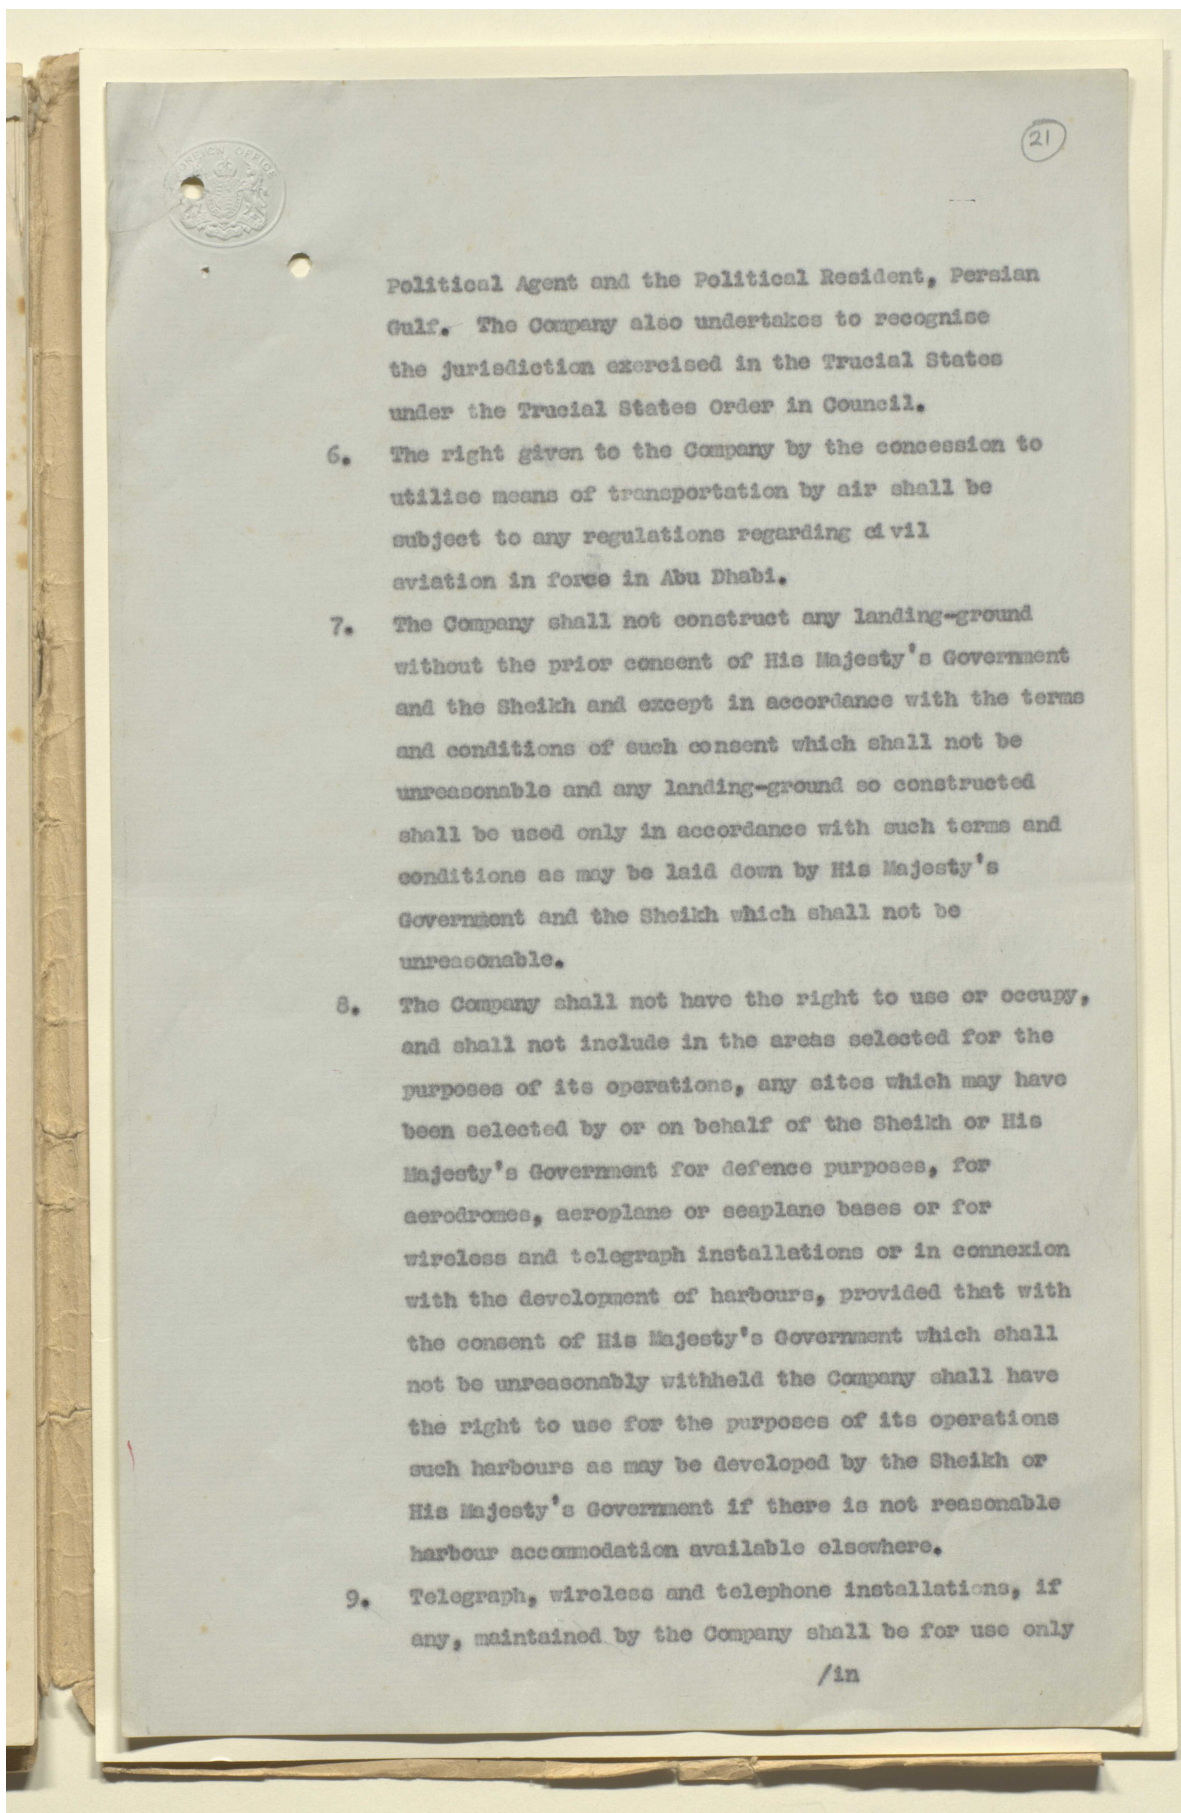 FOREIGN OFFICE
21
Political Agent and the Political Resident, Persian
Gulf. The Company also undertakes to recognise
the jurisdiction exercised in the Trucial States
under the Trucial States Order in Council.
6. The right given to the Company by the concession to
utilise means of transportation by air shall be
subject to any regulations regarding civil
aviation in force in Abu Dhabi.
7. The Company shall not construct any landing-ground
without the prior consent of His Majesty's Government
and the Sheikh and except in accordance with the terms
and conditions of such consent which shall not be
unreasonable and any landing-ground so constructed
shall be used only in accordance with such terms and
conditions as may be laid down by His Majesty's
Government and the Sheikh which shall not be
unreasonable.
8. The Company shall not have the right to use or occupy,
and shall not include in the areas selected for the
purposes of its operations, any sites which may have
been selected by or on behalf of the Sheikh or His
Majesty's Government for defence purposes, for
aerodromes, aeroplane or seaplane bases or for
wireless and telegraph installations or in connexion
with the development of harbours, provided that with
the consent of His Majesty's Government which shall
not be unreasonably withheld the Company shall have
the right to use for the purposes of its operations
such harbours as may be developed by the Sheikh or
His Majesty's Government if there is not reasonable
harbour accommodation available elsewhere.
9. Telegraph, wireless and telephone installations, if
any, maintained by the Company shall be for use only
/in